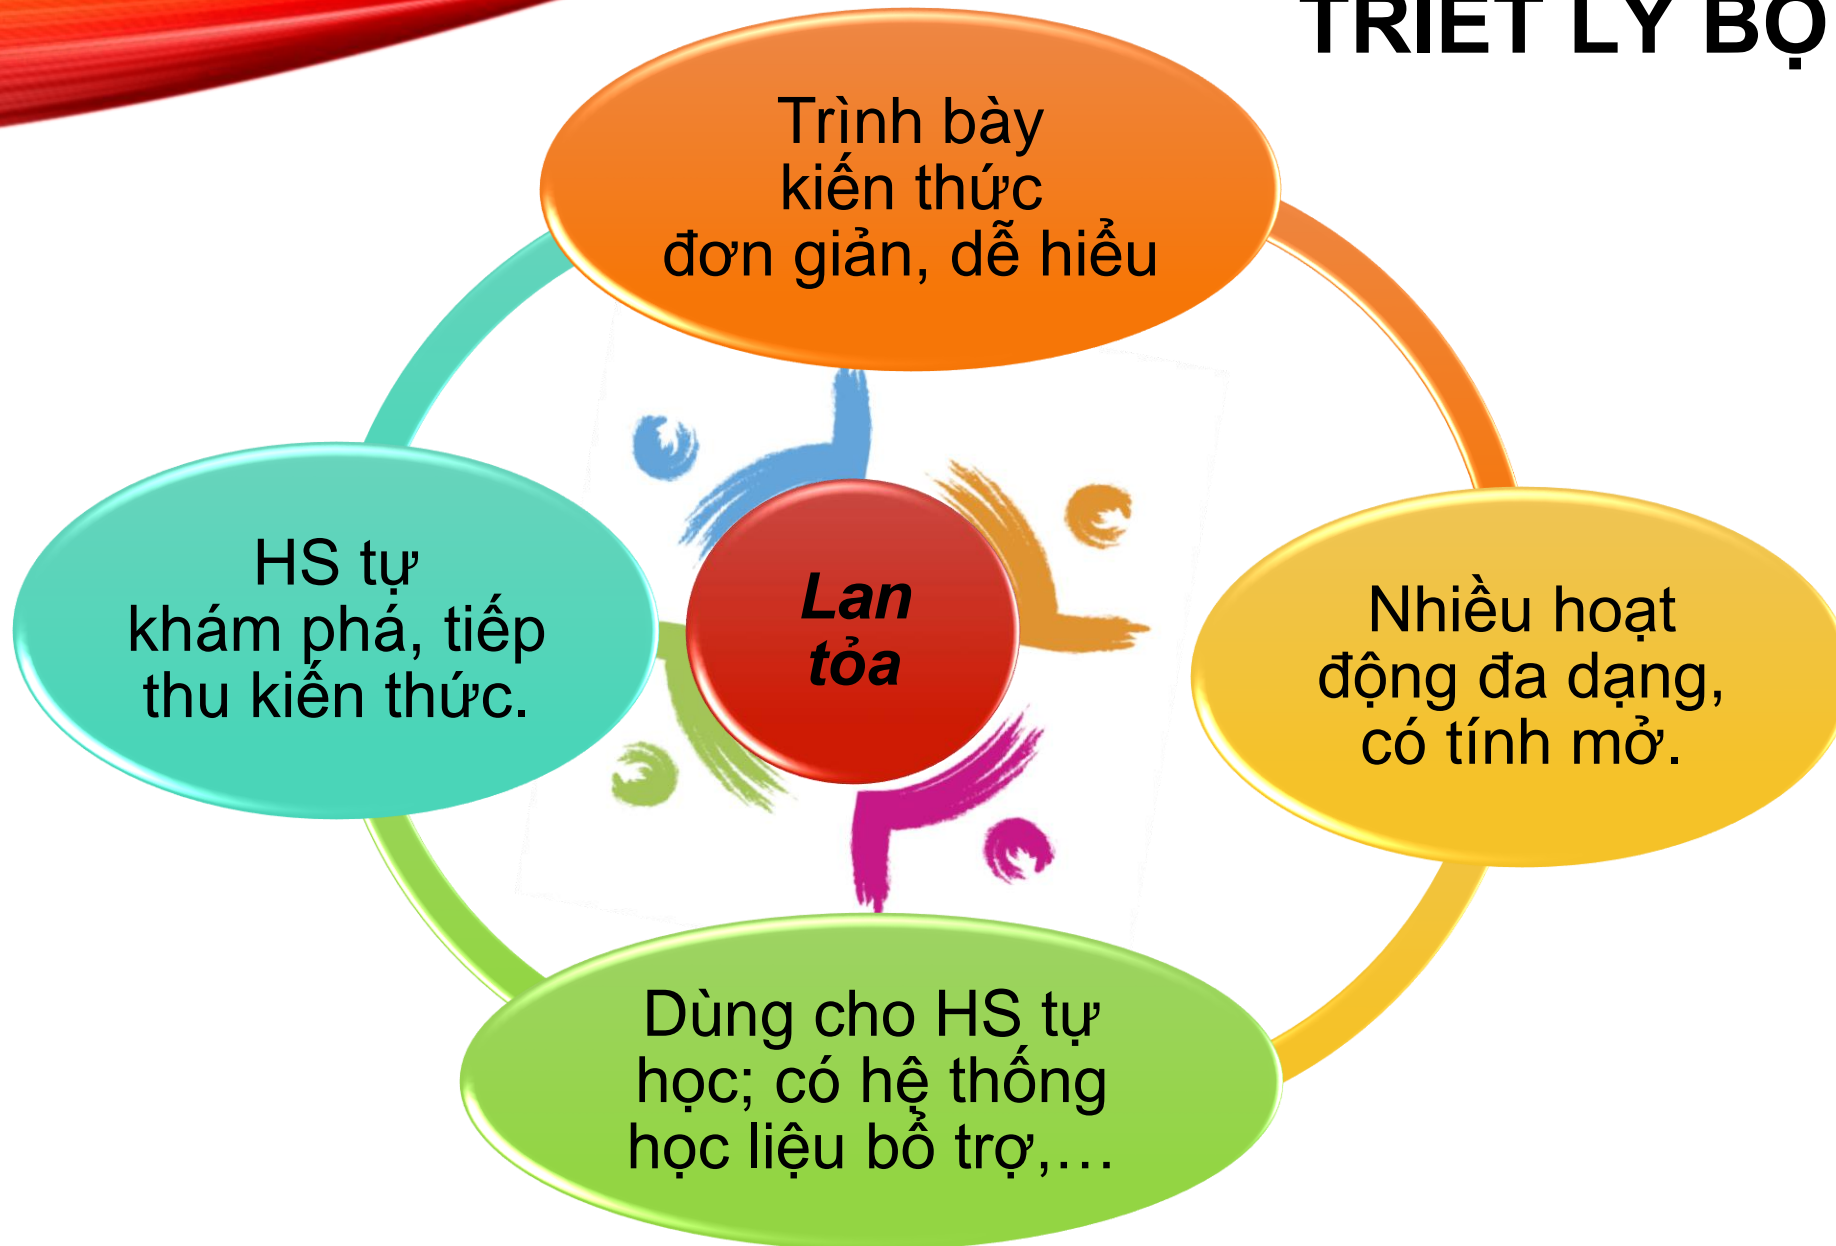 TRIẾT LÝ BỘ
Trình bày
kiến thức
đơn giản, dễ hiểu
HS tự
khám phá, tiếp
thu kiến thức.
Lan
tỏa
Nhiều hoạt
động đa dạng,
có tính mở.
Dùng cho HS tự
học; có hệ thống
học liệu bổ trợ,…